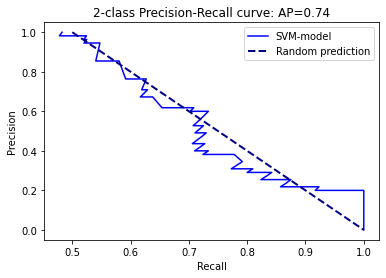 2-class Precision-Recall curve: AP=0.74
SVM-model
Random prediction
Precision
1.0
0.8
0.6
0.4
0.2
0.0
0.5 0.6 0.7 0.8 0.9 1.0
Recall